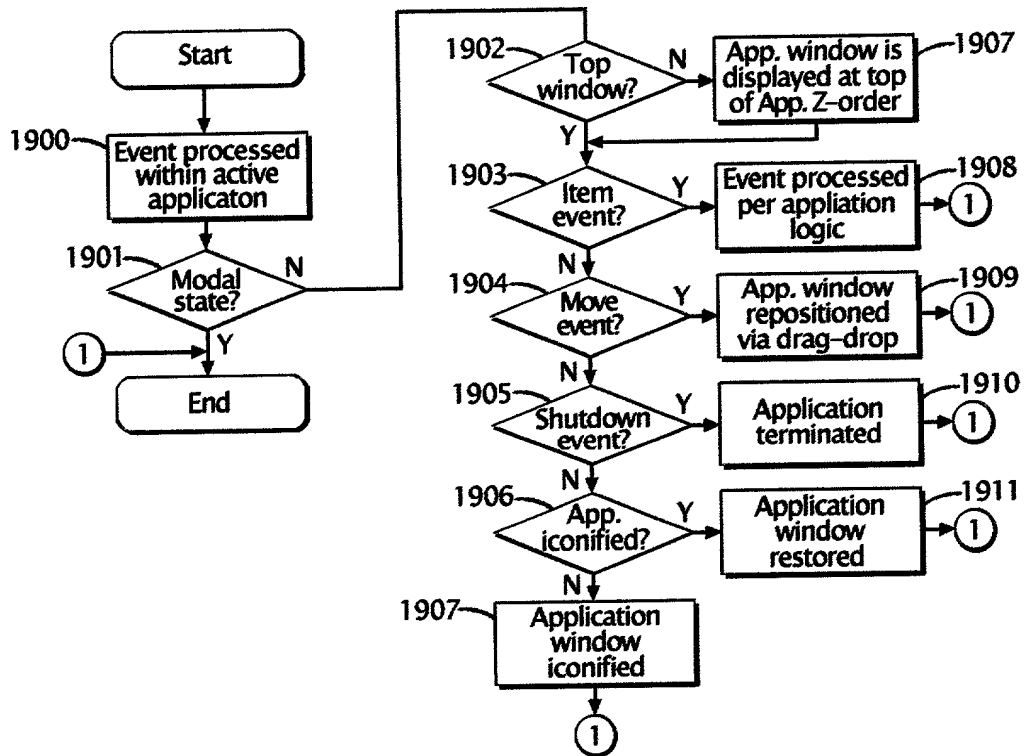 Start
1900
Event processed
within active
applicaton
1901
Modal
state?
N
Y
1
End
1902
Top
window?
N
Y
1907
App. window is
displayed at top
of App. Z-order
1903
Item
event?
Y
N
1908
Event processed
per appliation
logic
1
1904
Move
event?
Y
N
1909
App. window
repositioned
via drag-drop
1
1905
Shutdown
event?
Y
N
1910
Application
terminated
1
1906
App.
iconified?
Y
N
1911
Application
window
restored
1
1907
Application
window
iconified
1